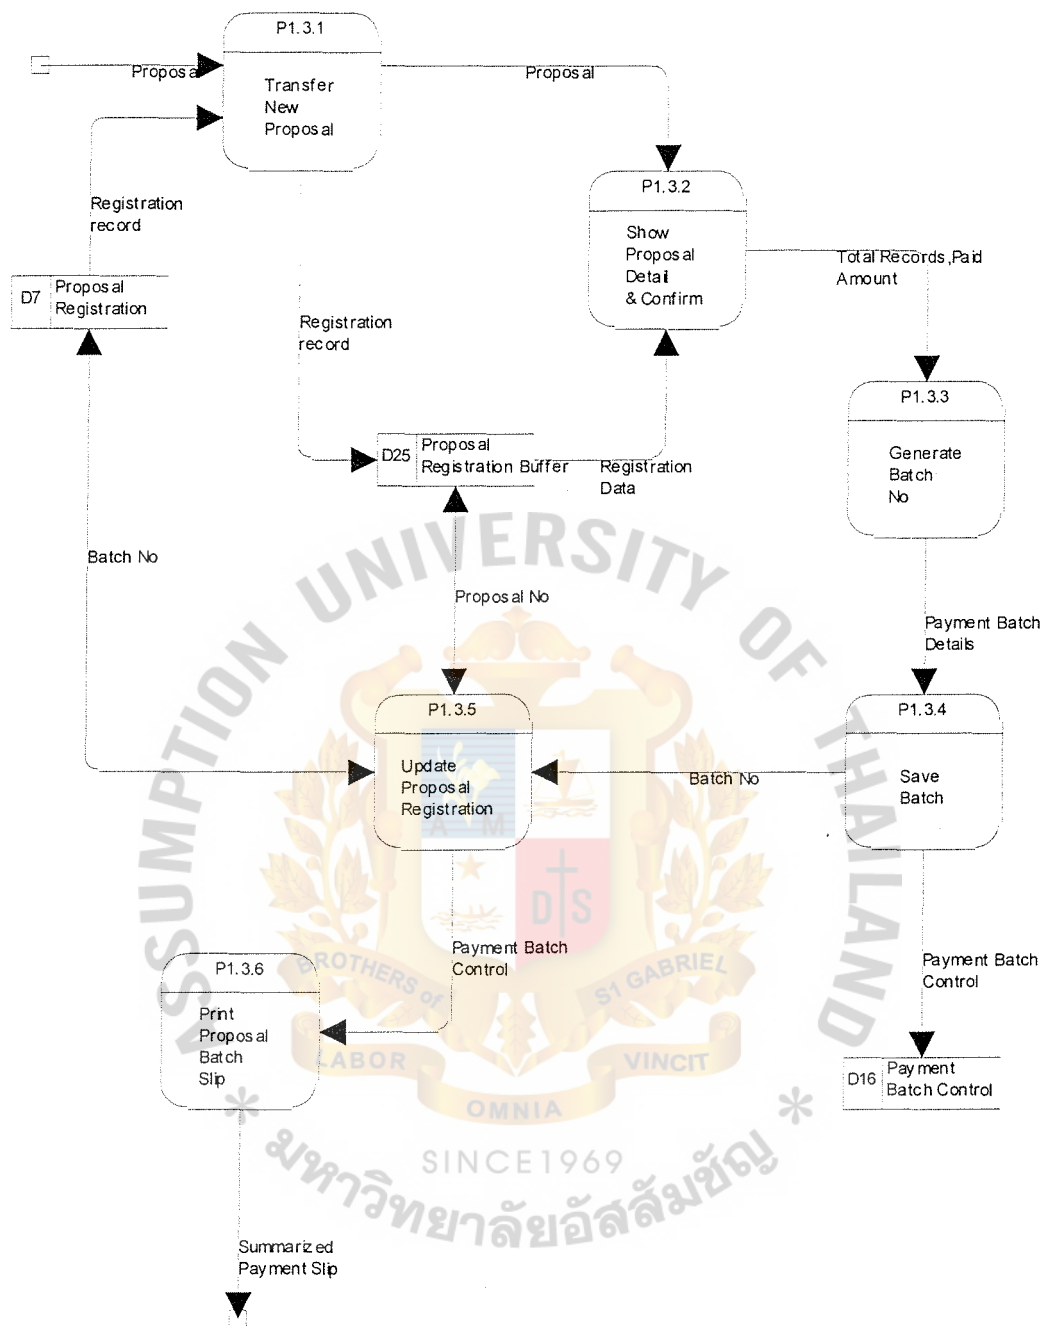 P1.3.1
Proposal
Proposal
Transfer
New
Proposal
P1.3.2
Registration
record
Show
Proposal
Detail
& Confirm
Total Records,Paid
Amount
D7
Proposal
Registration
Registration
record
P1.3.3
D25
Proposal
Registration Buffer
Registration
Data
Generate
Batch
No
Batch No
Proposal No
Payment Batch
Details
P1.3.5
P1.3.4
Update
Proposal
Registration
Batch No
Save
Batch
Payment Batch
Control
Payment Batch
Control
P1.3.6
Print
Proposal
Batch
Slip
D16
Payment
Batch Control
Summarized
Payment Slip
ASSUMPTION UNIVERSITY OF THAILAND
A M
D S
BROTHERS of
S1 GABRIEL
LABOR
VINCIT
OMNIA
SINCE1969
มหาวิทยาลัยอัสสัมชัญ